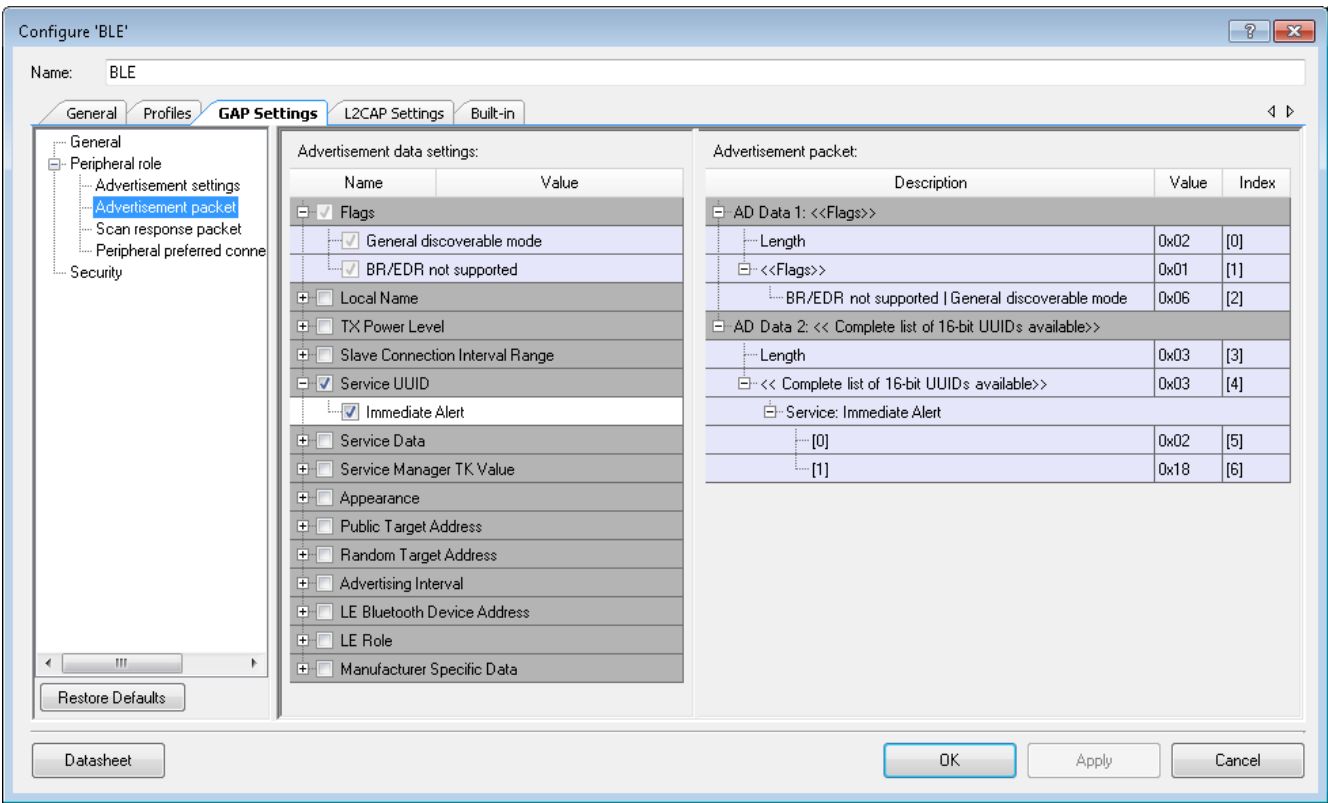 Configure 'BLE'
Name: BLE
General Profiles GAP Settings L2CAP Settings Built-in
General
Peripheral role
Advertisement settings
Advertisement packet
Scan response packet
Peripheral preferred conne
Security
Restore Defaults
Advertisement data settings:
Name Value
Flags
General discoverable mode
BR/EDR not supported
Local Name
TX Power Level
Slave Connection Interval Range
Service UUID
Immediate Alert
Service Data
Service Manager TK Value
Appearance
Public Target Address
Random Target Address
Advertising Interval
LE Bluetooth Device Address
LE Role
Manufacturer Specific Data
Advertisement packet:
Description Value Index
AD Data 1: <<Flags>>
Length 0x02 [0]
<<Flags>> 0x01 [1]
BR/EDR not supported | General discoverable mode 0x06 [2]
AD Data 2: << Complete list of 16-bit UUIDs available>>
Length 0x03 [3]
<< Complete list of 16-bit UUIDs available>> 0x03 [4]
Service: Immediate Alert
[0] 0x02 [5]
[1] 0x18 [6]
Datasheet OK Apply Cancel